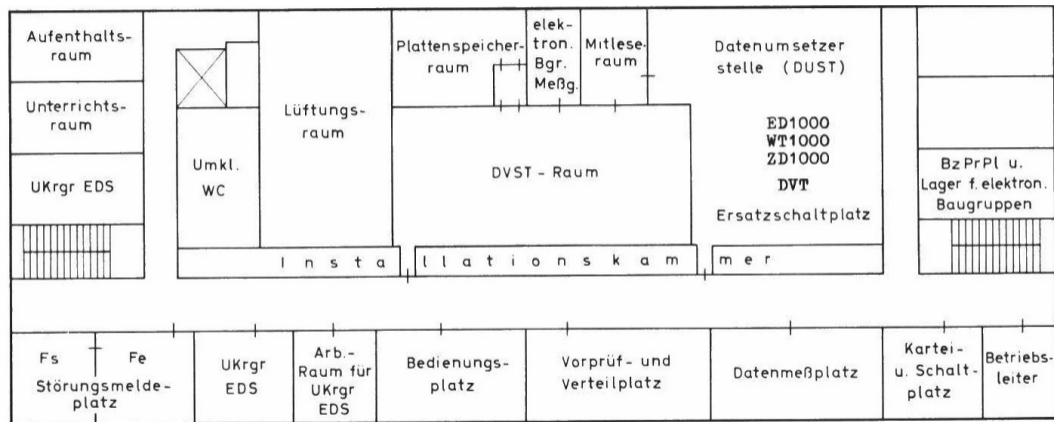 Aufenthalts-
raum
Unterrichts-
raum
UKrgr EDS
Umkl.
WC
Lüftungs-
raum
Plattenspeicher-
raum
elek-
tron.
Bgr.
Meßg.
Mitlese-
raum
DVST - Raum
Datenumsetzer
stelle (DUST)
ED1000
WT1000
ZD1000
DVT
Ersatzschaltplatz
BzPrPl u.
Lager f. elektron.
Baugruppen
Installationskammer
Fs Fe
Störungsmelde-
platz
UKrgr
EDS
Arb.-
Raum für
UKrgr
EDS
Bedienungs-
platz
Vorprüf- und
Verteilplatz
Datenmeßplatz
Kartei-
u. Schalt-
platz
Betriebs-
leiter